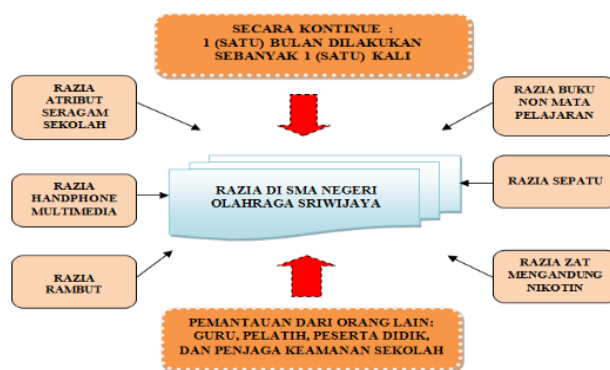 SECARA KONTINUE :
1 (SATU) BULAN DILAKUKAN
SEBANYAK 1 (SATU) KALI
RAZIA
ATRIBUT
SERAGAM
SEKOLAH
RAZIA BUKU
NON MATA
PELAJARAN
RAZIA
HANDPHONE
MULTIMEDIA
RAZIA DI SMA NEGERI
OLAHRAGA SRIWIJAYA
RAZIA SEPATU
RAZIA
RAMBUT
RAZIA ZAT
MENGANDUNG
NIKOTIN
PEMANTAUAN DARI ORANG LAIN:
GURU, PELATIH, PESERTA DIDIK,
DAN PENJAGA KEAMANAN SEKOLAH